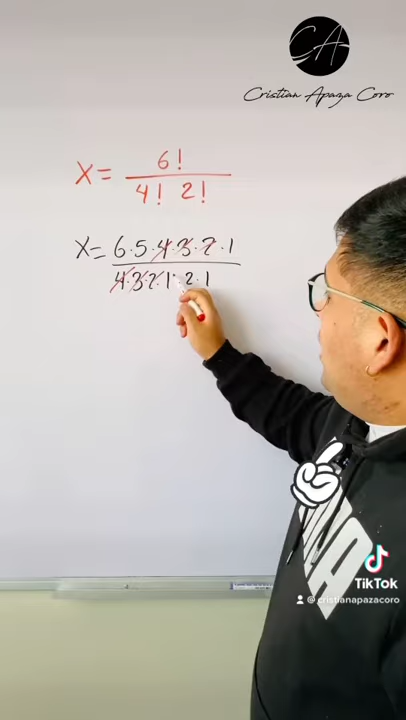 CA
Cristian Apaza Coro
X = 6!
4! 2!
X = 6·5·4·3·2·1
4·3·2·1·2·1
TikTok
@cristianapazacoro